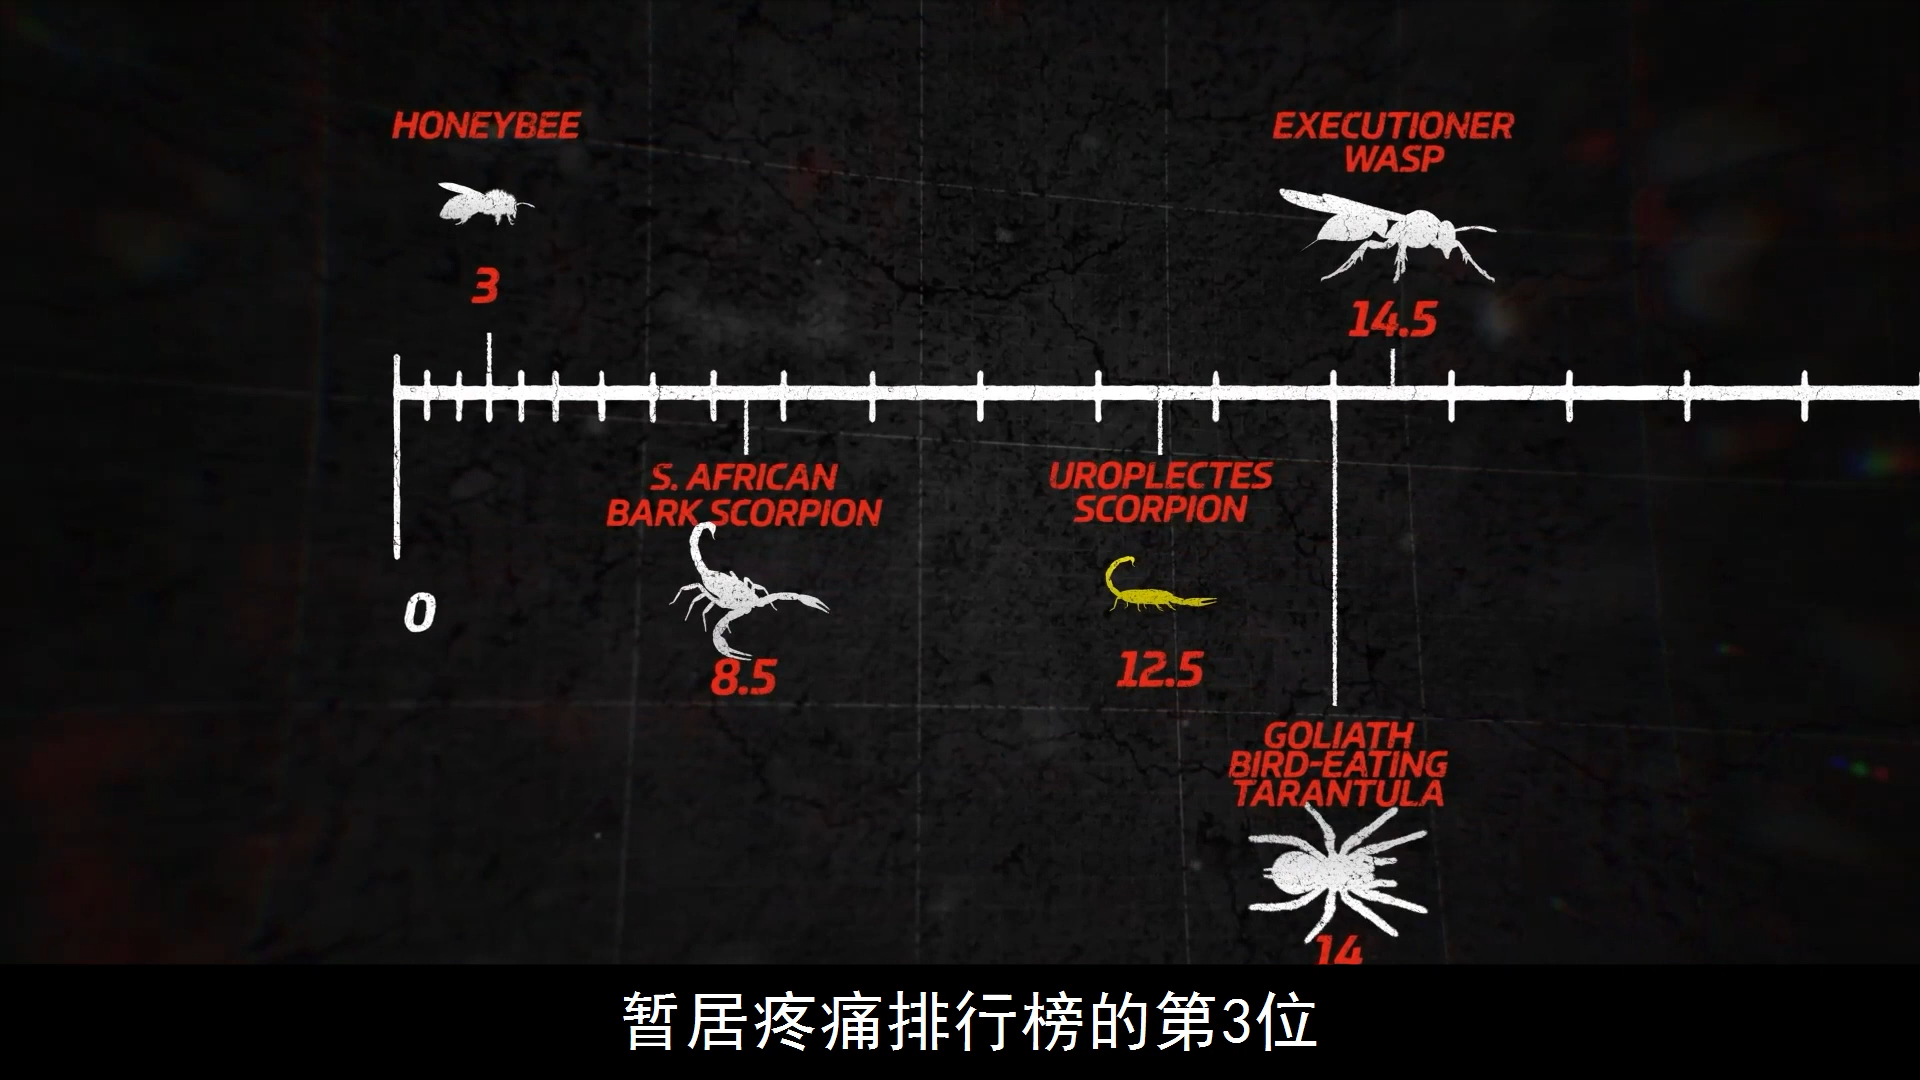 HONEYBEE
3
EXECUTIONER
WASP
14.5
0
S. AFRICAN
BARK SCORPION
8.5
UROPLECTES
SCORPION
12.5
GOLIATH
BIRD-EATING
TARANTULA
14
暂居疼痛排行榜的第3位